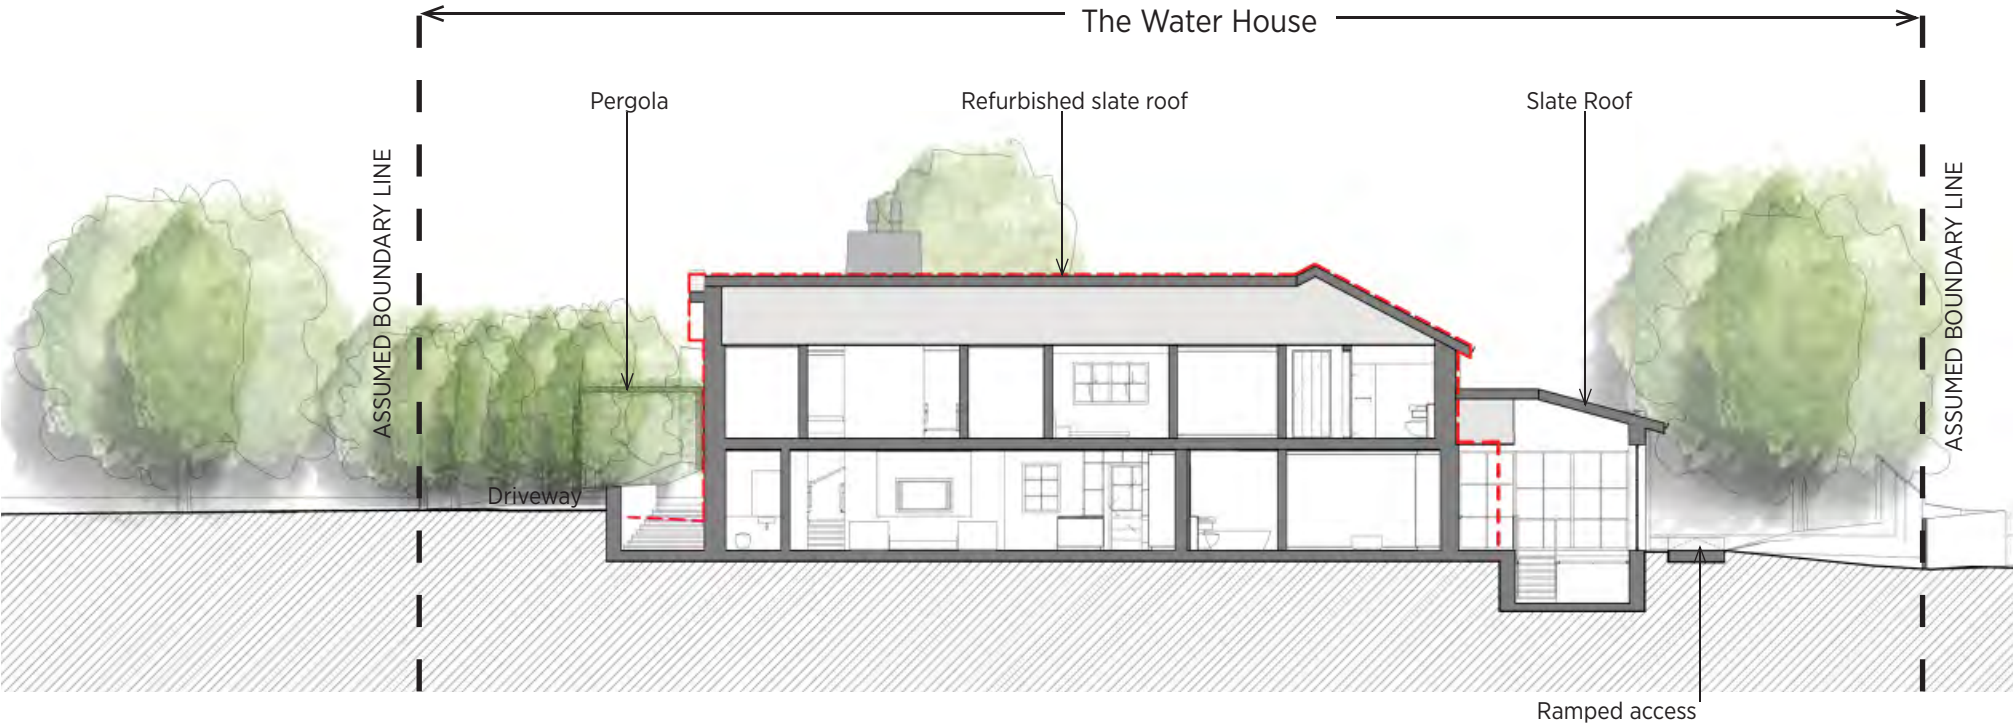 The Water House
Pergola
Refurbished slate roof
Slate Roof
ASSUMED BOUNDARY LINE
ASSUMED BOUNDARY LINE
Driveway
Ramped access